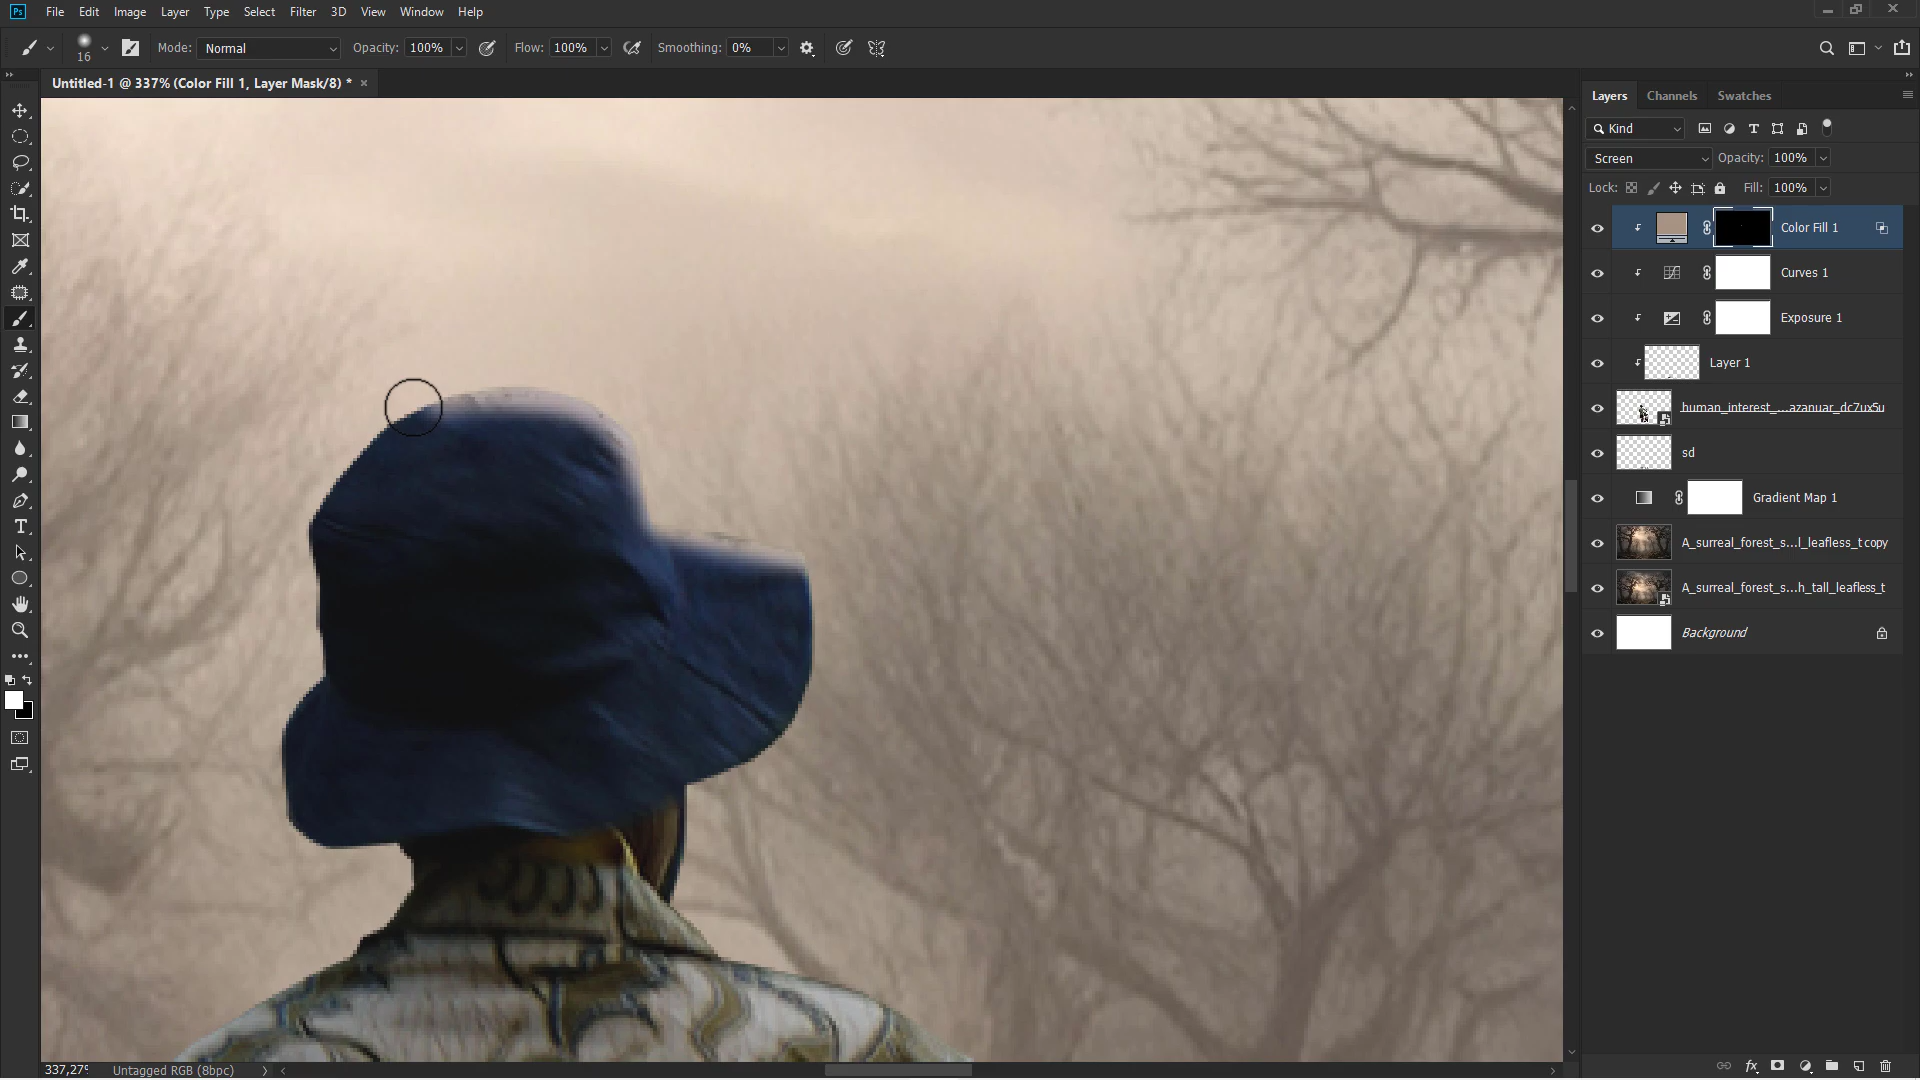 Ps File Edit Image Layer Type Select Filter 3D View Window Help
16 Mode: Normal Opacity: 100% Flow: 100% Smoothing: 0%
Untitled-1 @ 337% (Color Fill 1, Layer Mask/8) *
Layers Channels Swatches
Kind
Screen Opacity: 100%
Lock: Fill: 100%
Color Fill 1
Curves 1
Exposure 1
Layer 1
human_interest_...azanuar_dc7ux5u
sd
Gradient Map 1
A_surreal_forest_s...l_leafless_t copy
A_surreal_forest_s...h_tall_leafless_t
Background
337,27% Untagged RGB (8bpc)